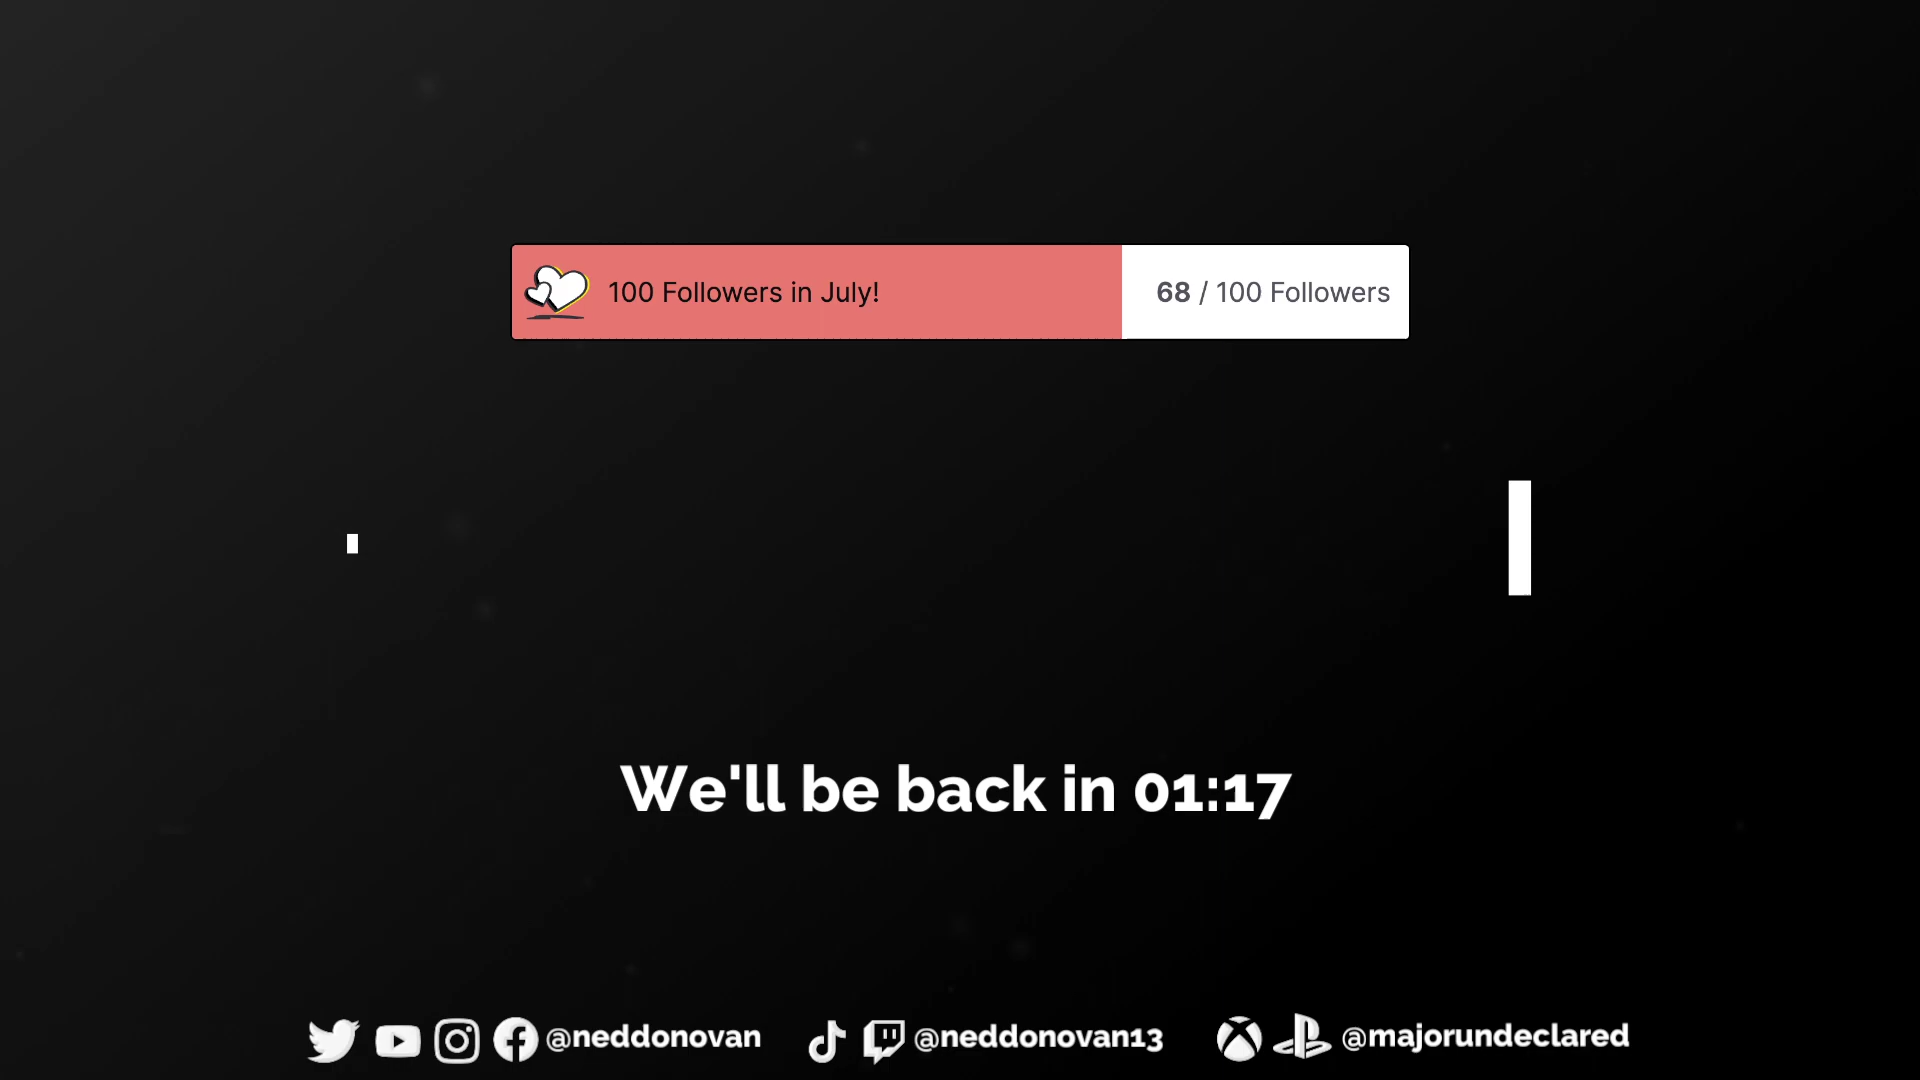 100 Followers in July! 68 / 100 Followers
We'll be back in 01:17
@neddonovan @neddonovan13 @majorundeclared